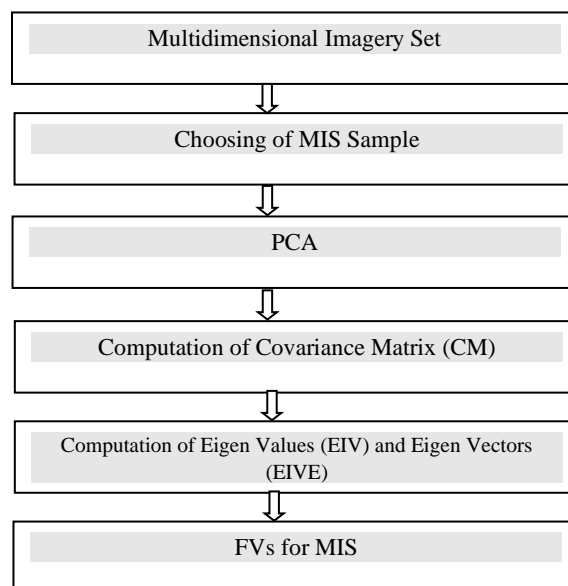 Multidimensional Imagery Set
Choosing of MIS Sample
PCA
Computation of Covariance Matrix (CM)
Computation of Eigen Values (EIV) and Eigen Vectors
(EIVE)
FVs for MIS